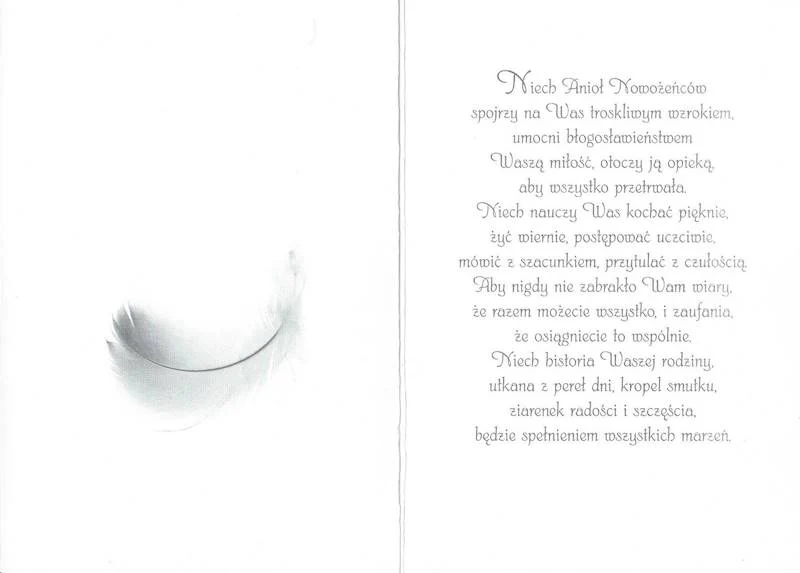 Niech Anioł Nowożeńców
spojrzy na Was troskliwym wzrokiem,
umocni błogosławieństwem
Waszą miłość, otoczy ją opieką,
aby wszystko przetrwała.
Niech nauczy Was kochać pięknie,
żyć wiernie, postępować uczciwie,
mówić z szacunkiem, przytulać z czułością.
Aby nigdy nie zabrakło Wam wiary,
że razem możecie wszystko, i zaufania,
że osiągniecie to wspólnie.
Niech historia Waszej rodziny,
utkana z pereł dni, kropel smutku,
ziarenek radości i szczęścia,
będzie spełnieniem wszystkich marzeń.